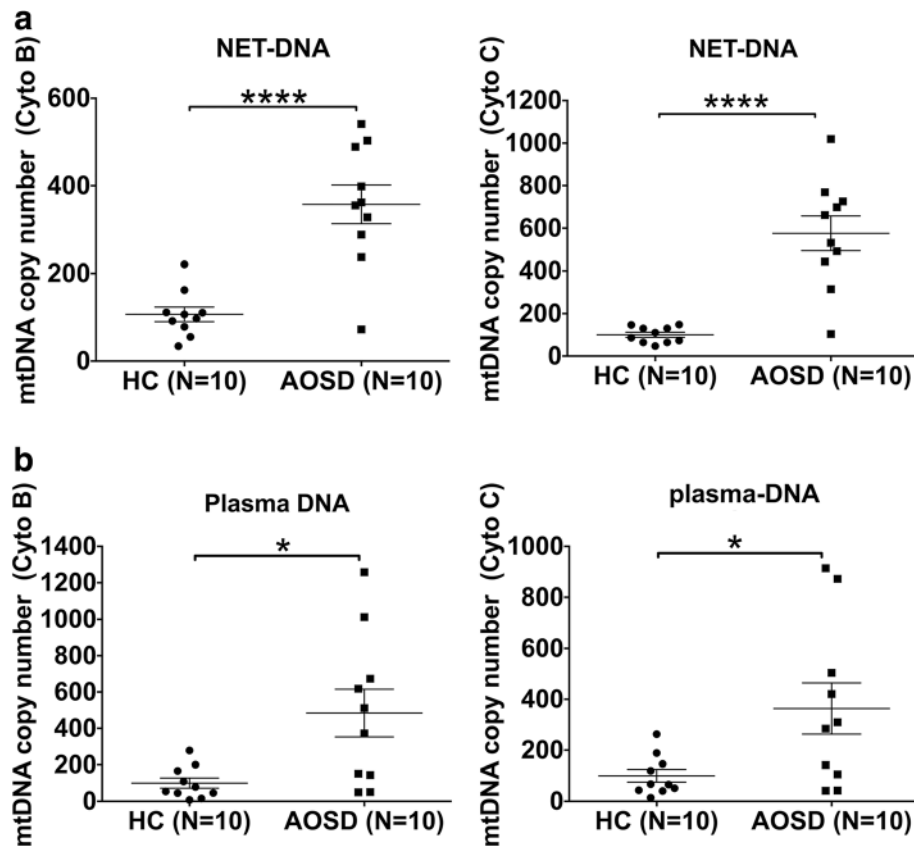 a
NET-DNA
mtDNA copy number (Cyto B)
600
400
200
0
****
HC (N=10)
AOSD (N=10)
NET-DNA
mtDNA copy number (Cyto C)
1200
1000
800
600
400
200
0
****
HC (N=10)
AOSD (N=10)
b
Plasma DNA
mtDNA copy number (Cyto B)
1400
1200
1000
800
600
400
200
0
*
HC (N=10)
AOSD (N=10)
plasma-DNA
mtDNA copy number (Cyto C)
1000
800
600
400
200
0
*
HC (N=10)
AOSD (N=10)